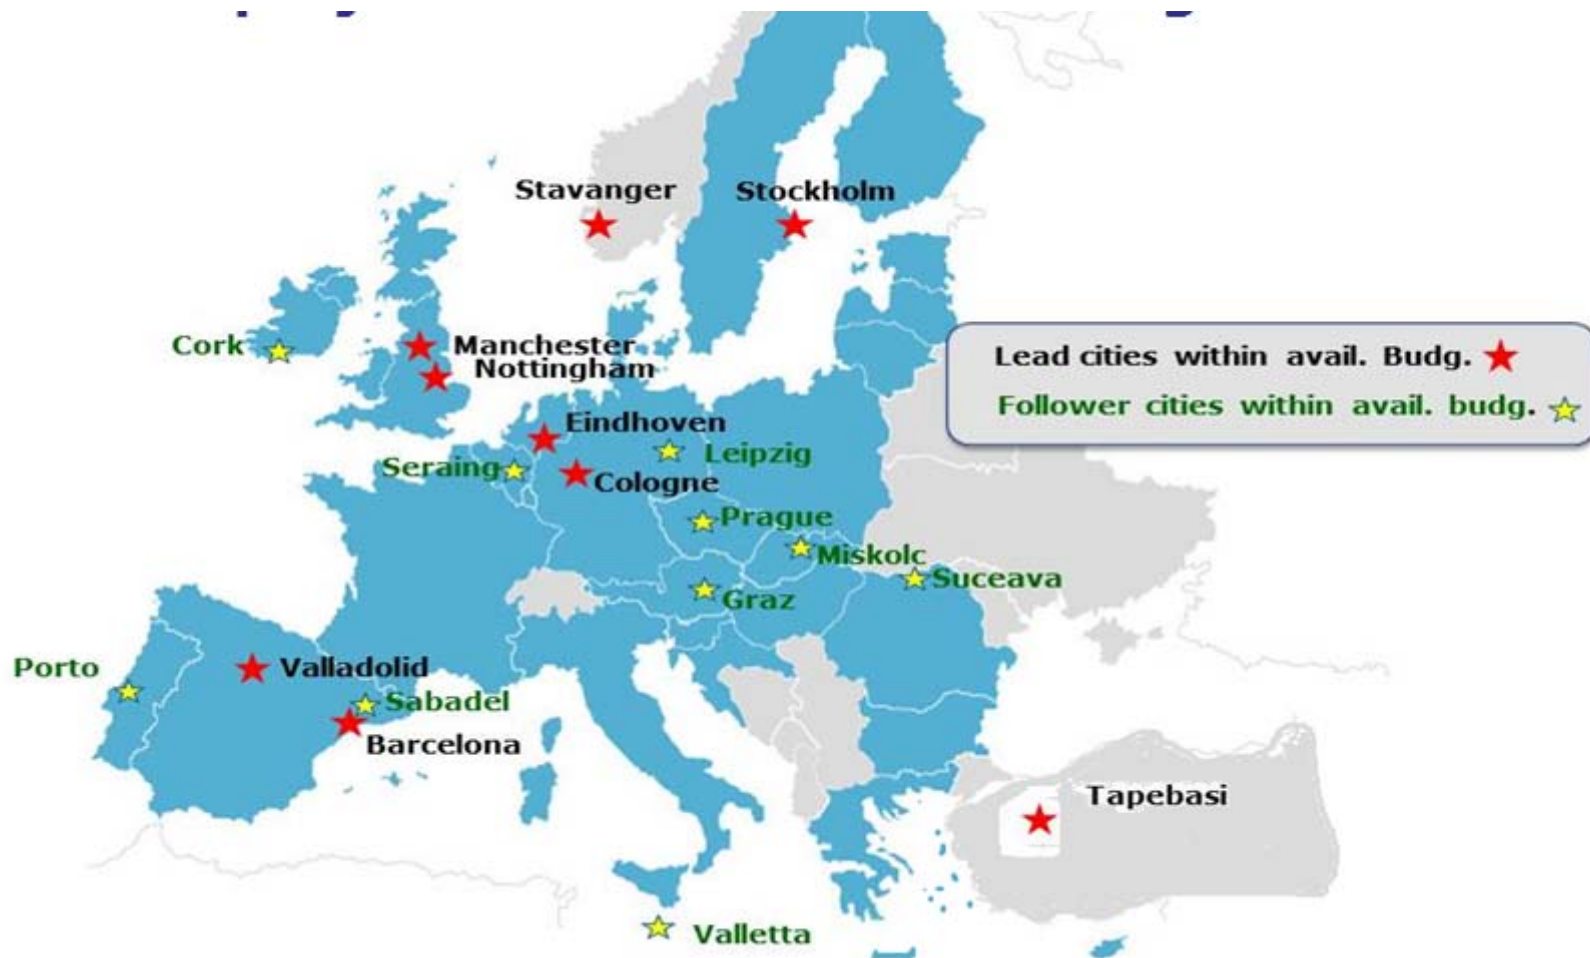 Stavanger
Stockholm
Cork
Manchester
Nottingham
Lead cities within avail. Budg.
Follower cities within avail. budg.
Eindhoven
Seraing
Leipzig
Cologne
Prague
Miskolc
Suceava
Graz
Porto
Valladolid
Sabadel
Barcelona
Tapebasi
Valletta